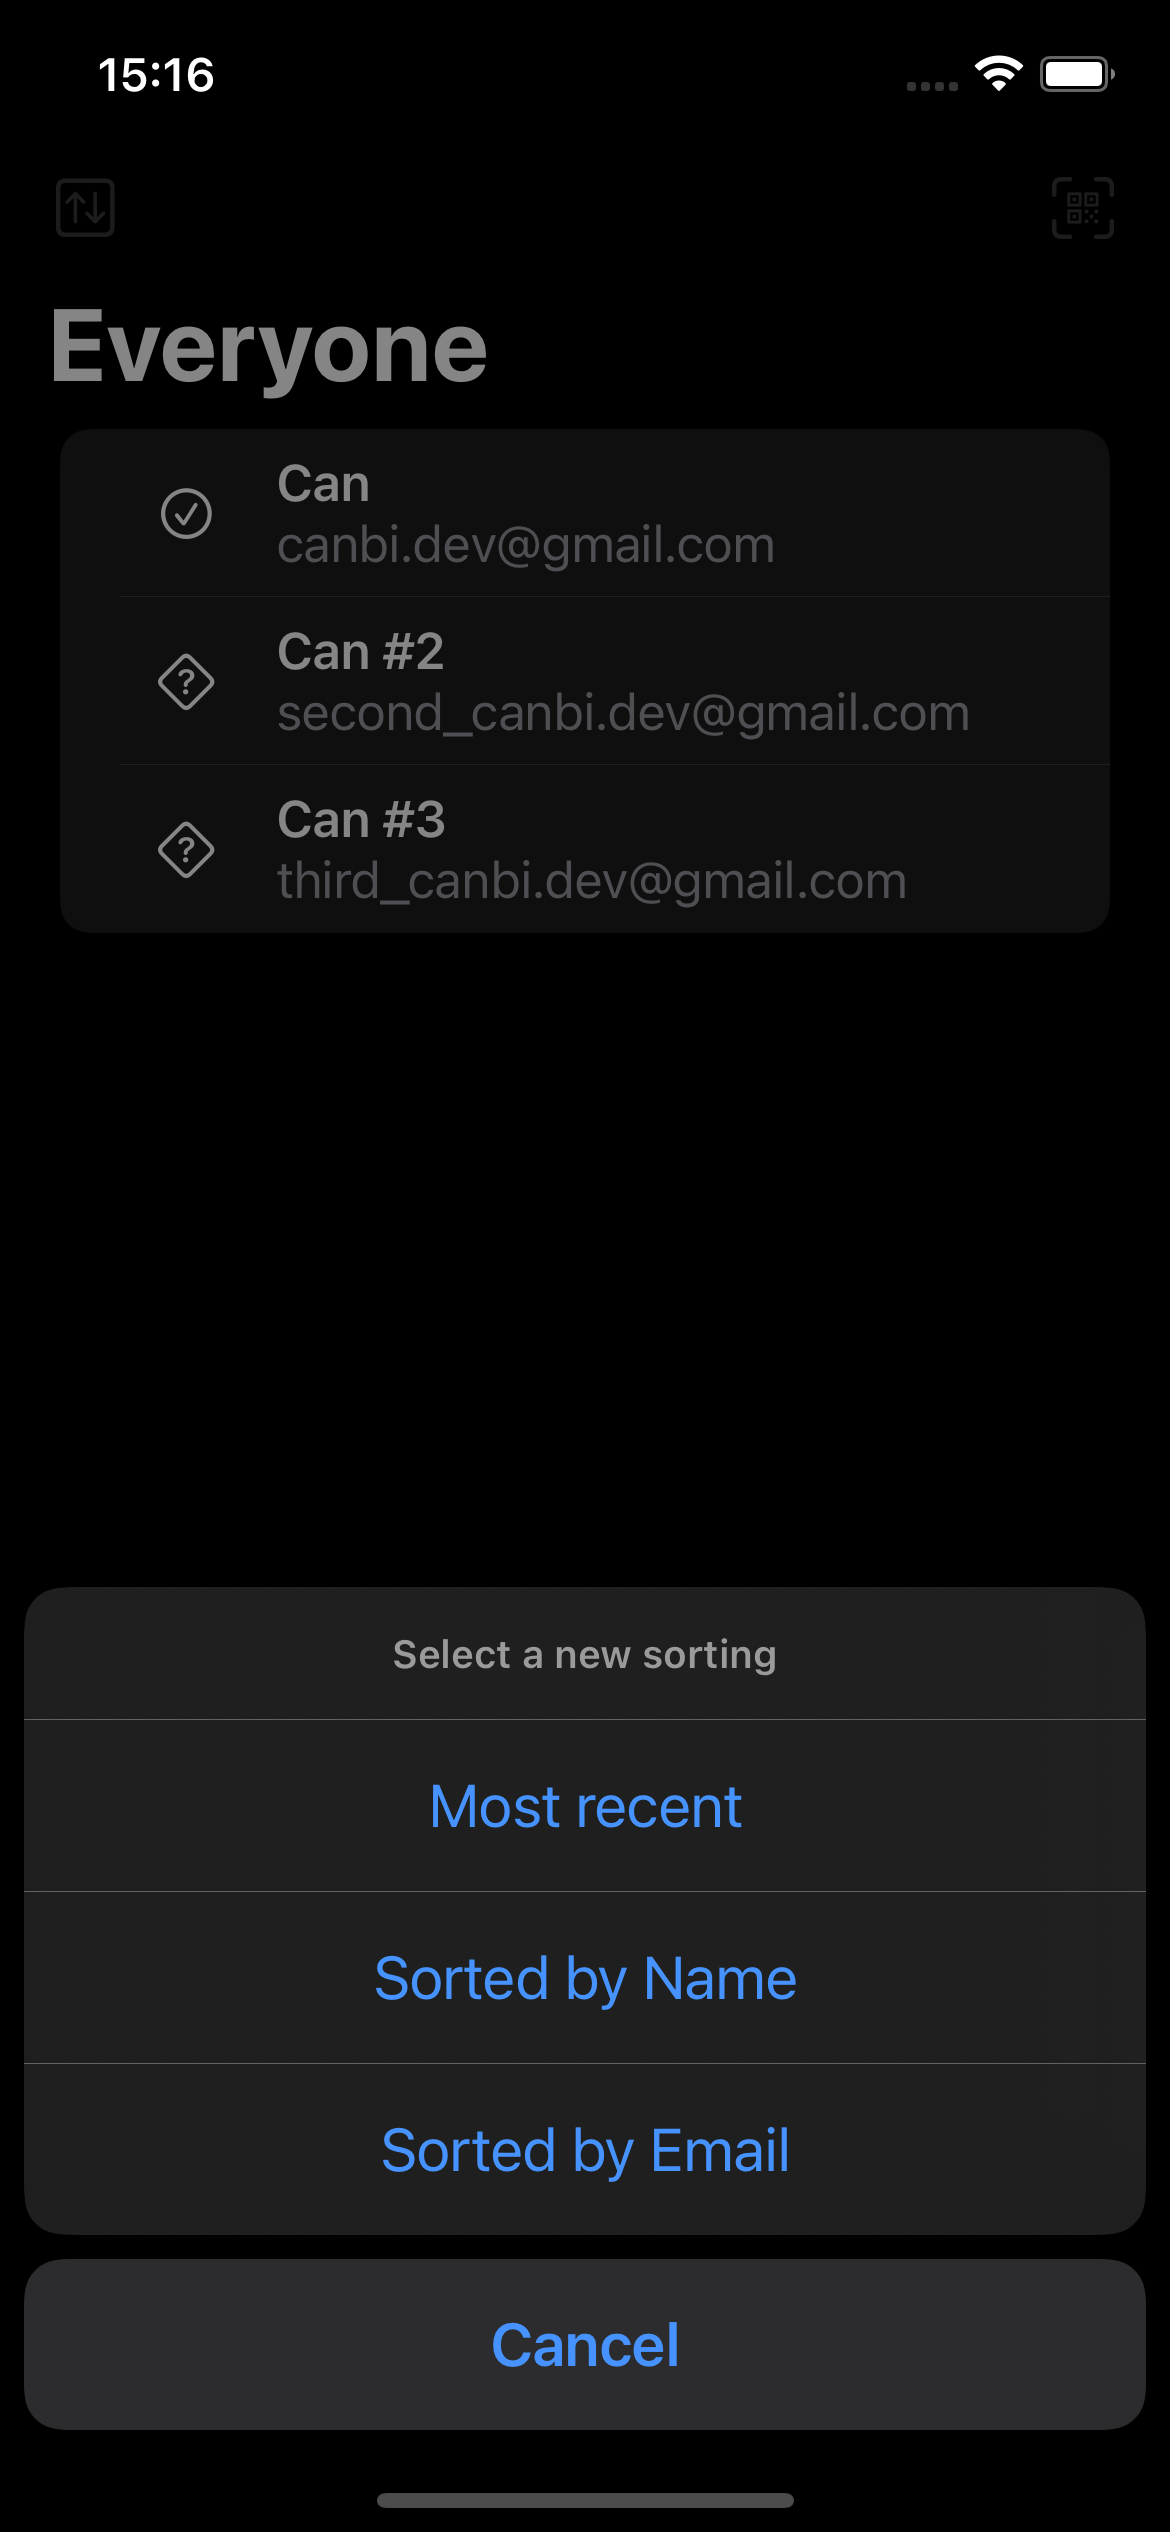 15:16
Everyone
Can
canbi.dev@gmail.com
?
Can #2
second_canbi.dev@gmail.com
?
Can #3
third_canbi.dev@gmail.com
Select a new sorting
Most recent
Sorted by Name
Sorted by Email
Cancel